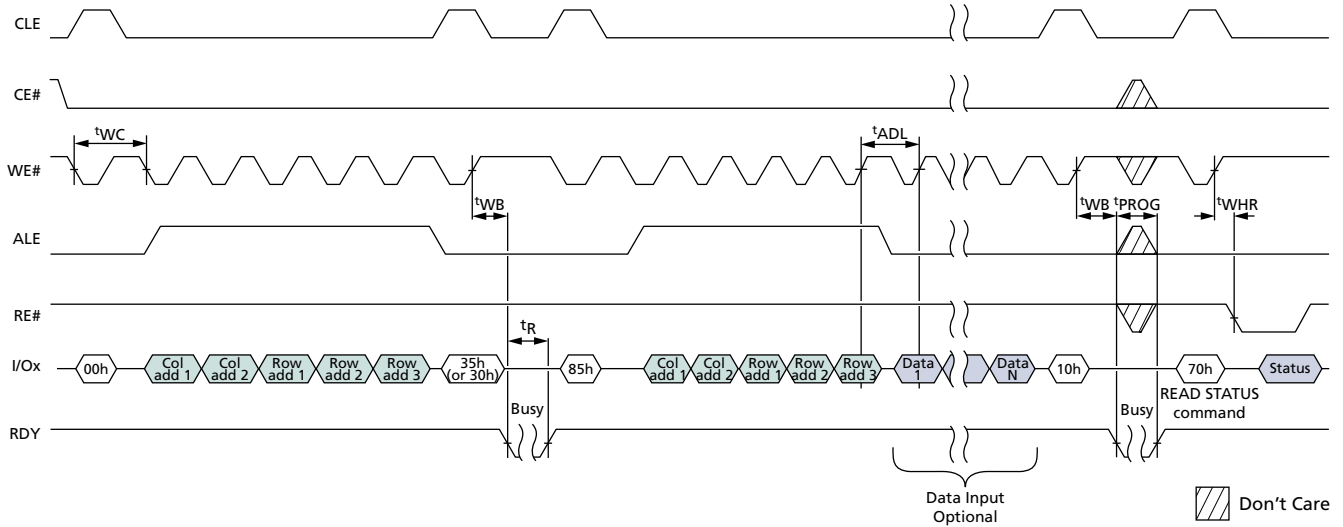 CLE
CE#
tWC
tADL
WE#
tWB
tWB
tPROG
tWHR
ALE
RE#
tR
I/Ox
00h
Col add 1
Col add 2
Row add 1
Row add 2
Row add 3
35h (or 30h)
85h
Col add 1
Col add 2
Row add 1
Row add 2
Row add 3
Data 1
Data N
10h
70h
Status
READ STATUS command
Busy
Busy
RDY
Data Input
Optional
Don't Care